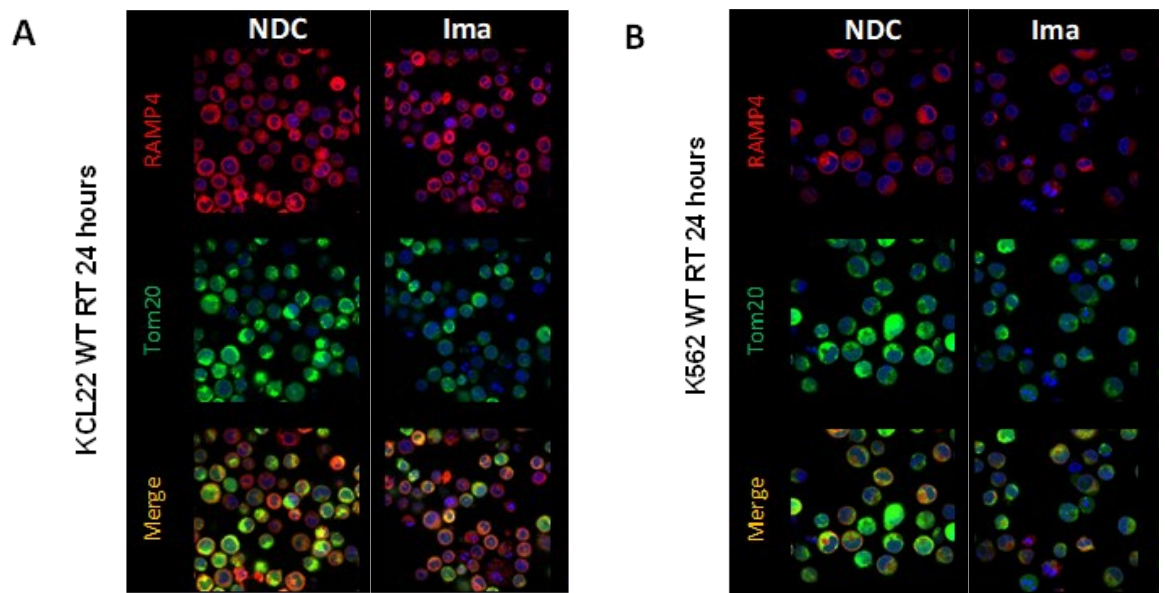 A
NDC Ima
KCL22 WT RT 24 hours
RAMP4
Tom20
Merge
B
NDC Ima
K562 WT RT 24 hours
RAMP4
Tom20
Merge